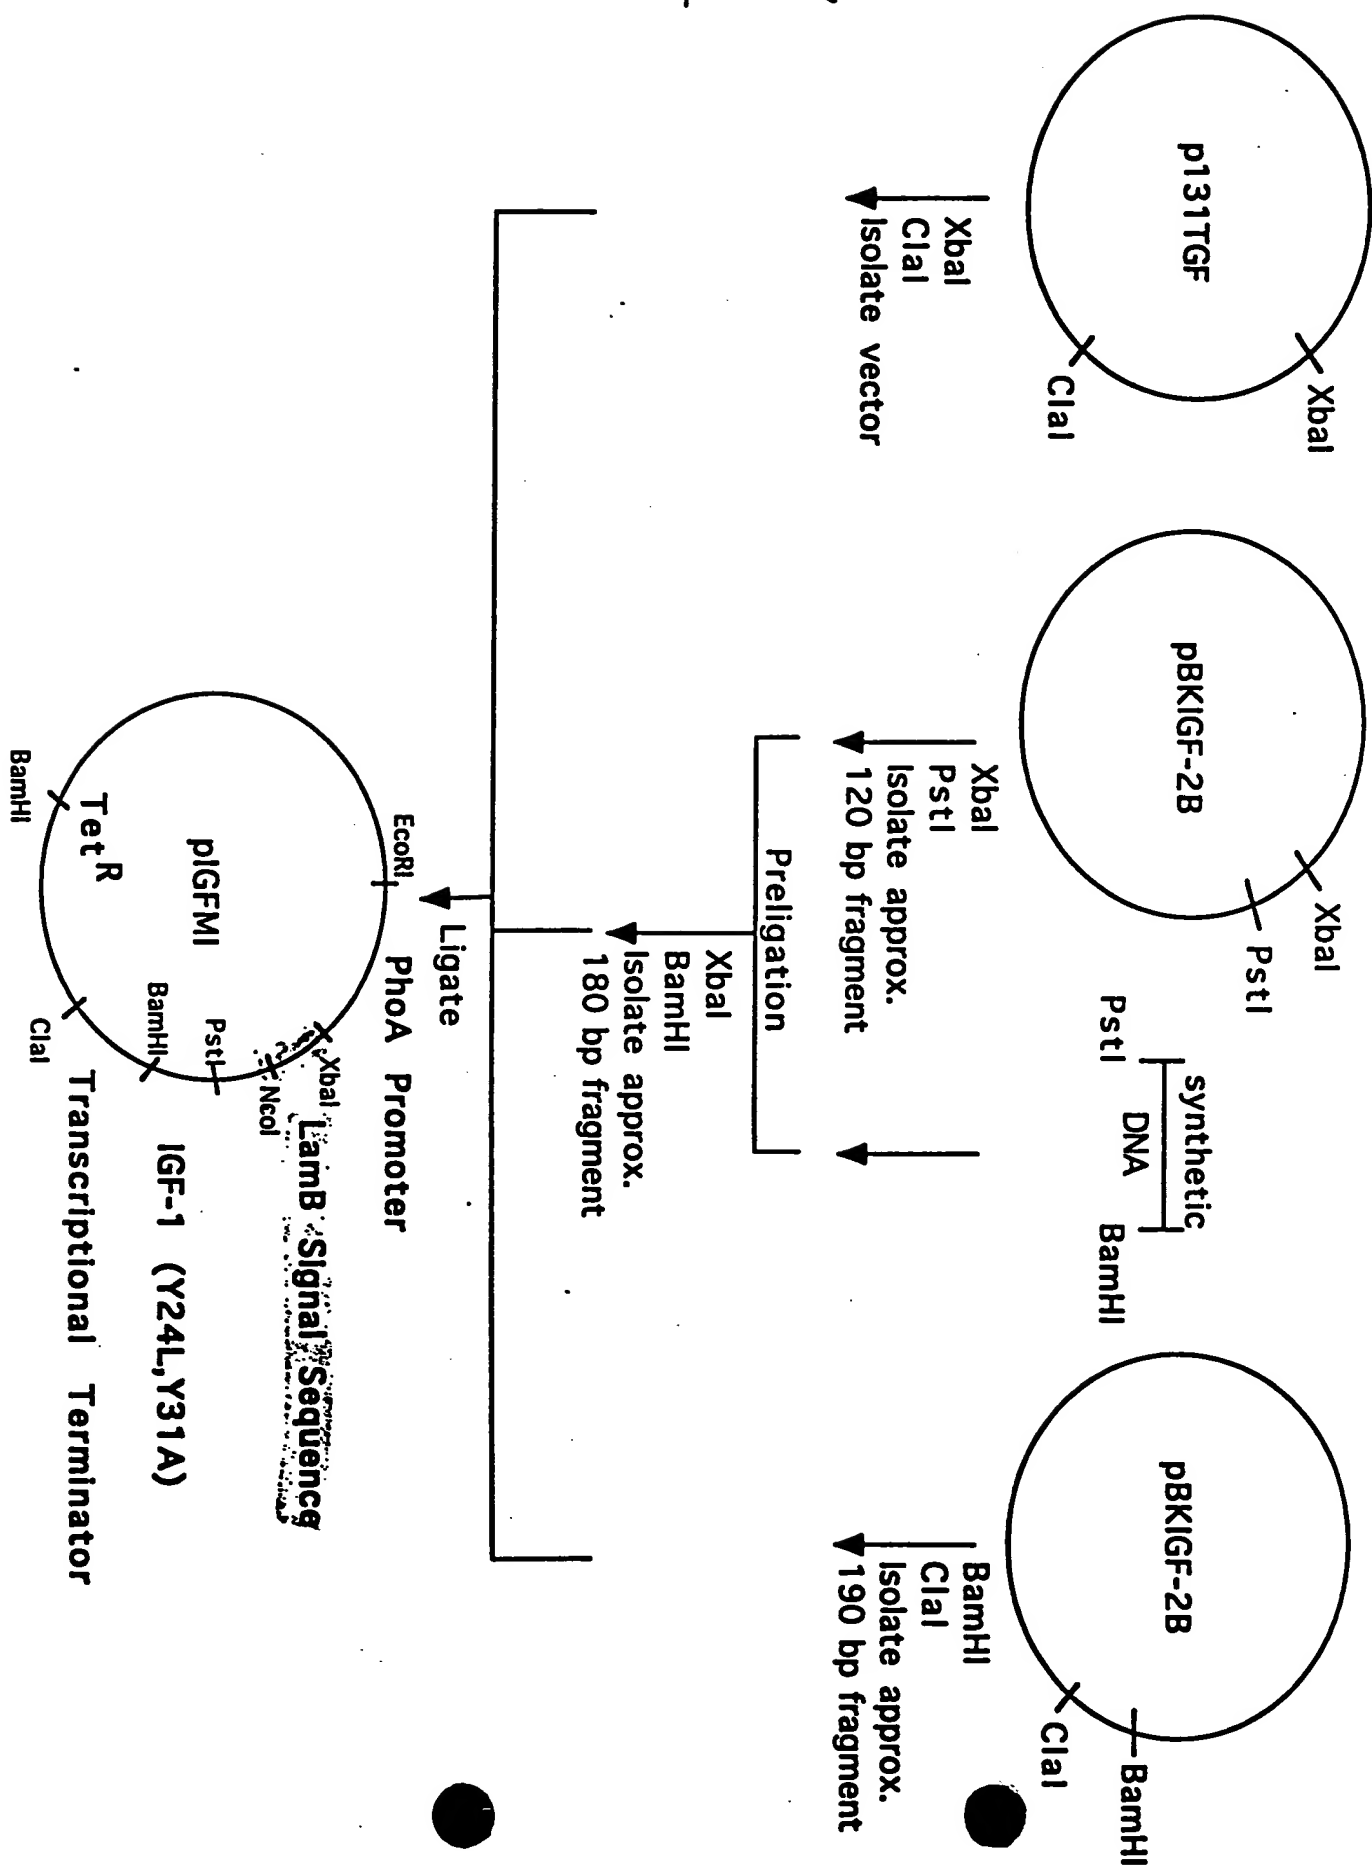 p131TGF
XbaI
ClaI
XbaI
ClaI
Isolate vector
pBKIGF-2B
XbaI
PstI
XbaI
PstI
Isolate approx.
120 bp fragment
synthetic
DNA
PstI
BamHI
pBKIGF-2B
BamHI
ClaI
BamHI
ClaI
Isolate approx.
190 bp fragment
Preligation
XbaI
BamHI
Isolate approx.
180 bp fragment
Ligate
EcoRI
PhoA Promoter
XbaI
LamB Signal Sequence
NcoI
PstI
IGF-1 (Y24L,Y31A)
BamHI
ClaI
Transcriptional Terminator
pIGFMI
Tet R
BamHI